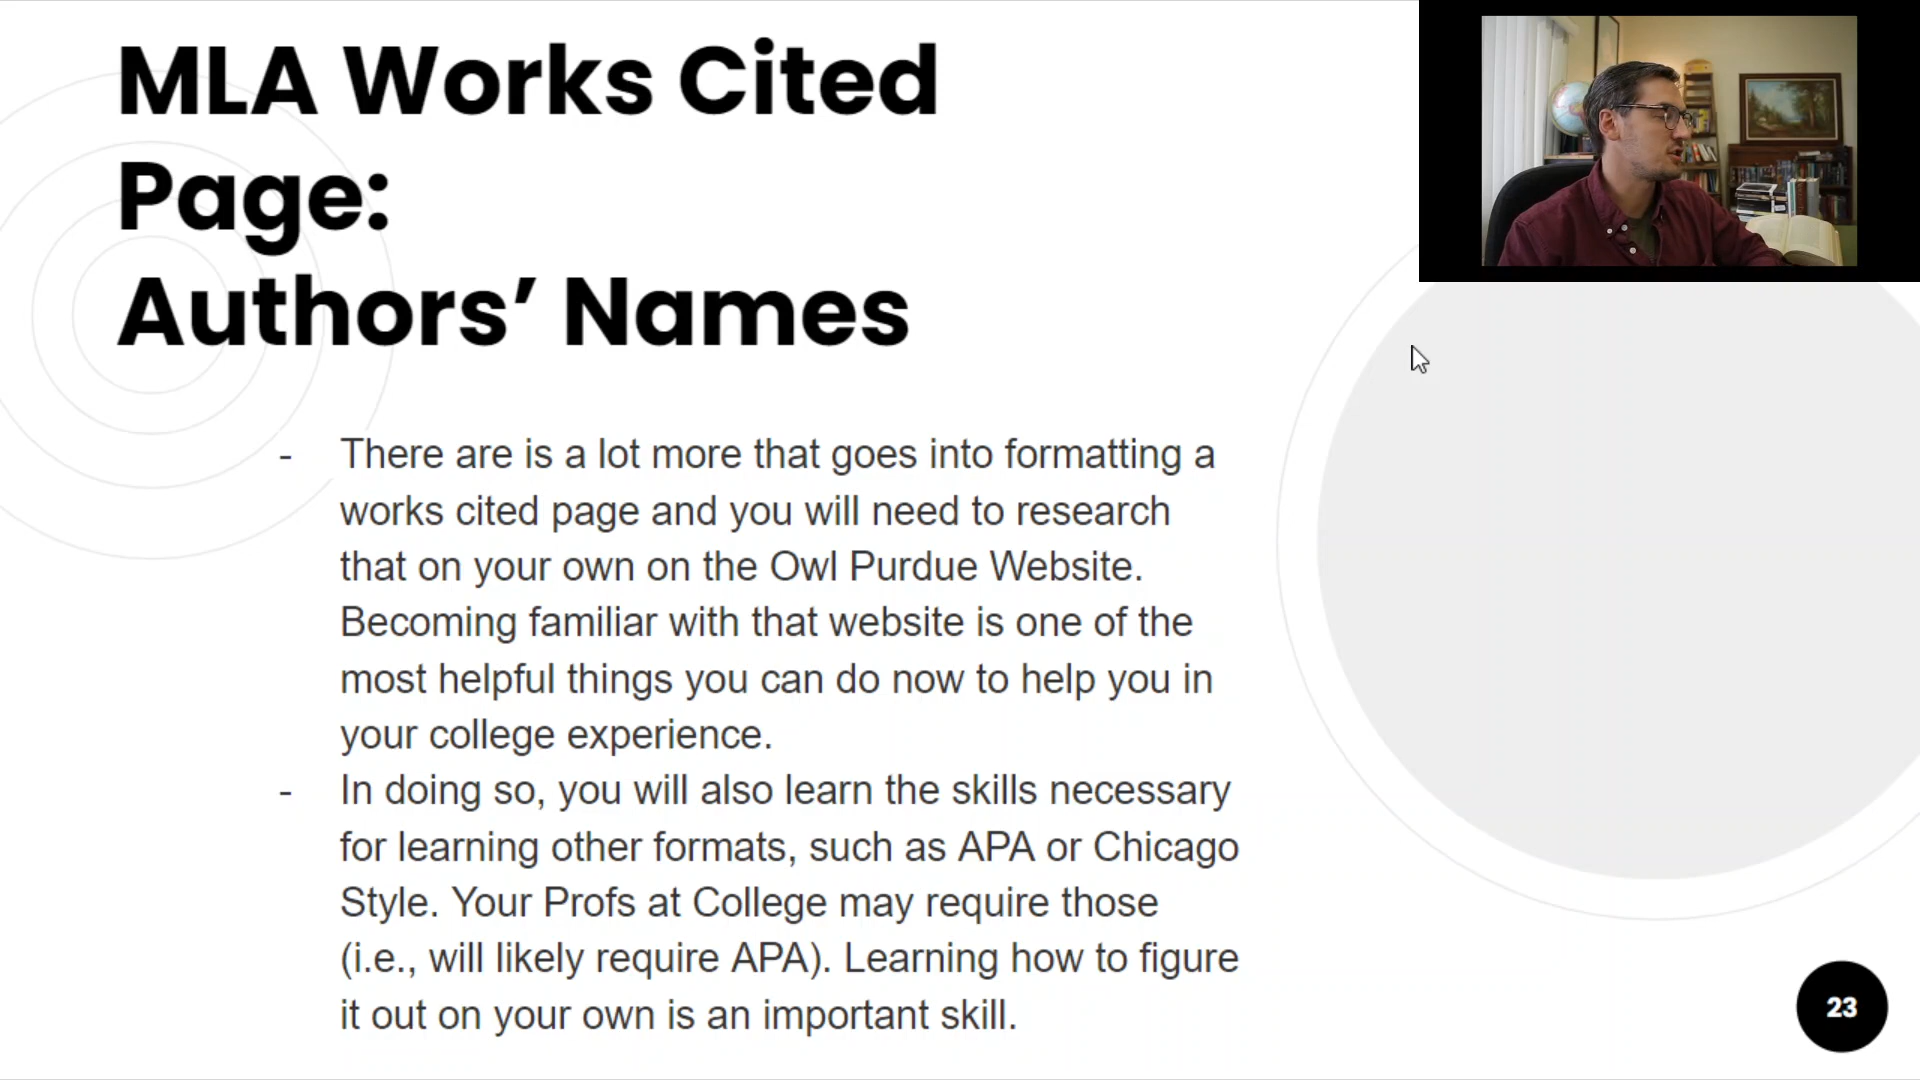 MLA Works Cited
Page:
Authors’ Names
- There are is a lot more that goes into formatting a
works cited page and you will need to research
that on your own on the Owl Purdue Website.
Becoming familiar with that website is one of the
most helpful things you can do now to help you in
your college experience.
- In doing so, you will also learn the skills necessary
for learning other formats, such as APA or Chicago
Style. Your Profs at College may require those
(i.e., will likely require APA). Learning how to figure
it out on your own is an important skill.
23